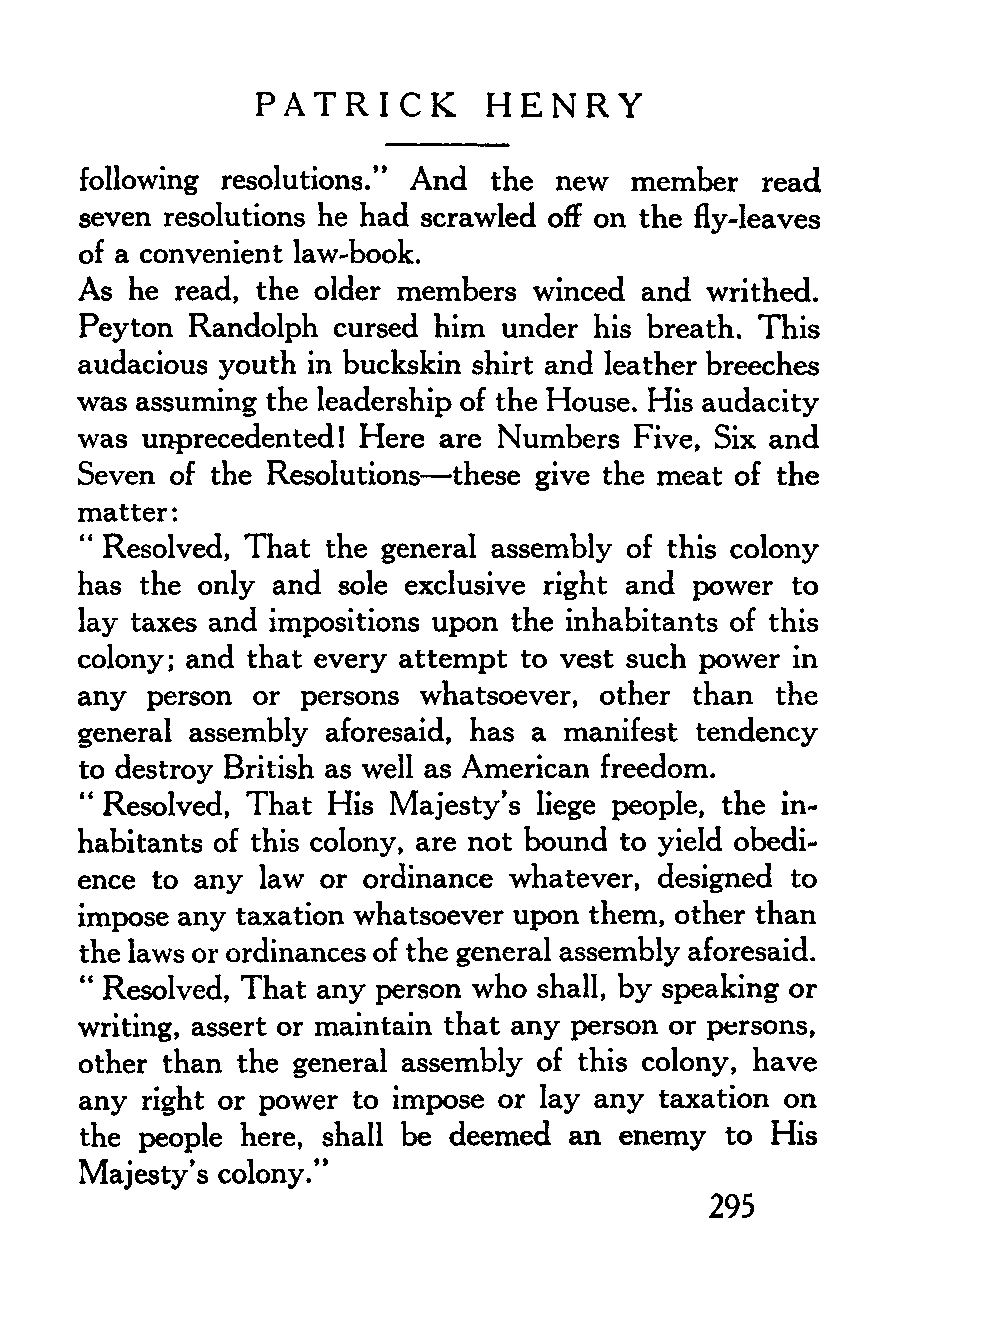 PATRICK HENRY
following resolutions." And the new member read
seven resolutions he had scrawled off on the fly-leaves
of a convenient law-book.
As he read, the older members winced and writhed.
Peyton Randolph cursed him under his breath. This
audacious youth in buckskin shirt and leather breeches
was assuming the leadership of the House. His audacity
was unprecedented! Here are Numbers Five, Six and
Seven of the Resolutions—these give the meat of the
matter:
" Resolved, That the general assembly of this colony
has the only and sole exclusive right and power to
lay taxes and impositions upon the inhabitants of this
colony; and that every attempt to vest such power in
any person or persons whatsoever, other than the
general assembly aforesaid, has a manifest tendency
to destroy British as well as American freedom.
" Resolved, That His Majesty's liege people, the in-
habitants of this colony, are not bound to yield obedi-
ence to any law or ordinance whatever, designed to
impose any taxation whatsoever upon them, other than
the laws or ordinances of the general assembly aforesaid.
" Resolved, That any person who shall, by speaking or
writing, assert or maintain that any person or persons,
other than the general assembly of this colony, have
any right or power to impose or lay any taxation on
the people here, shall be deemed an enemy to His
Majesty's colony."
295